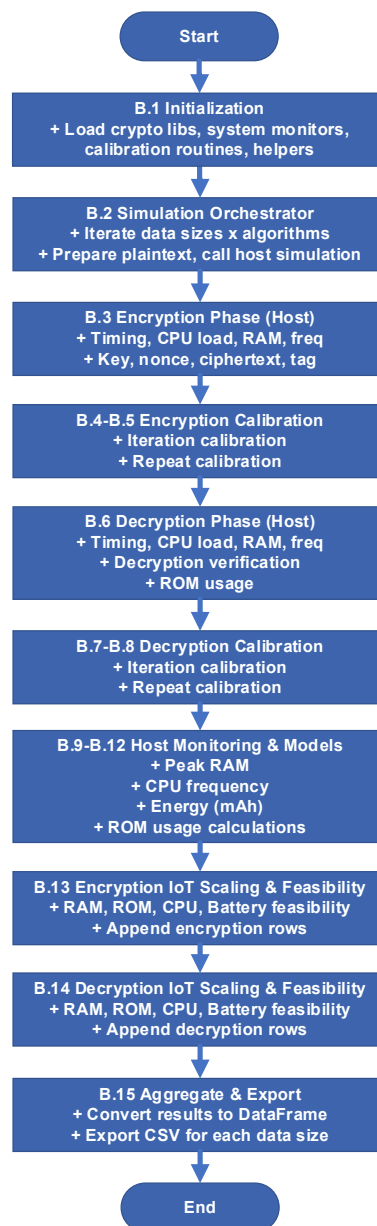 Start
B.1 Initialization
+ Load crypto libs, system monitors,
calibration routines, helpers
B.2 Simulation Orchestrator
+ Iterate data sizes x algorithms
+ Prepare plaintext, call host simulation
B.3 Encryption Phase (Host)
+ Timing, CPU load, RAM, freq
+ Key, nonce, ciphertext, tag
B.4-B.5 Encryption Calibration
+ Iteration calibration
+ Repeat calibration
B.6 Decryption Phase (Host)
+ Timing, CPU load, RAM, freq
+ Decryption verification
+ ROM usage
B.7-B.8 Decryption Calibration
+ Iteration calibration
+ Repeat calibration
B.9-B.12 Host Monitoring & Models
+ Peak RAM
+ CPU frequency
+ Energy (mAh)
+ ROM usage calculations
B.13 Encryption IoT Scaling & Feasibility
+ RAM, ROM, CPU, Battery feasibility
+ Append encryption rows
B.14 Decryption IoT Scaling & Feasibility
+ RAM, ROM, CPU, Battery feasibility
+ Append decryption rows
B.15 Aggregate & Export
+ Convert results to DataFrame
+ Export CSV for each data size
End